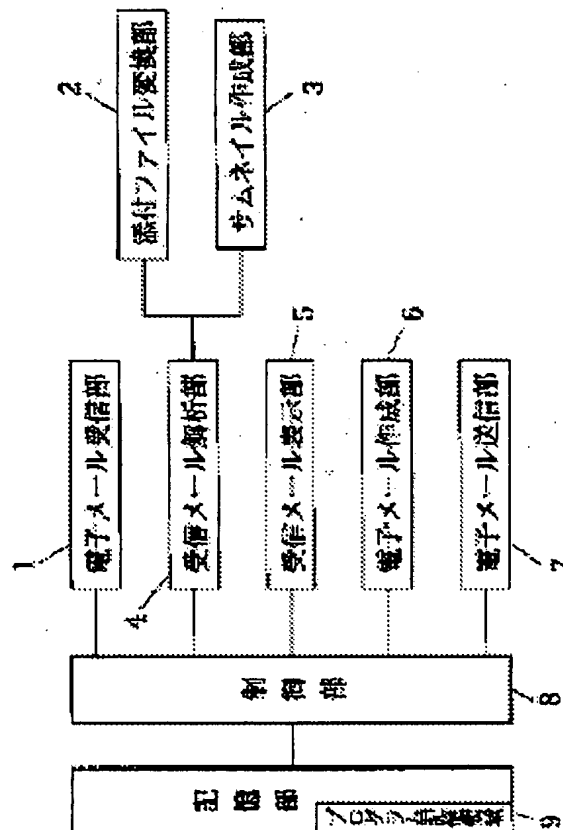 1
電子メール受信部
2
添付ファイル変換部
3
サムネイル作成部
4
受信メール解析部
5
受信メール表示部
6
電子メール作成部
7
電子メール送信部
8
制御部
記憶部
9